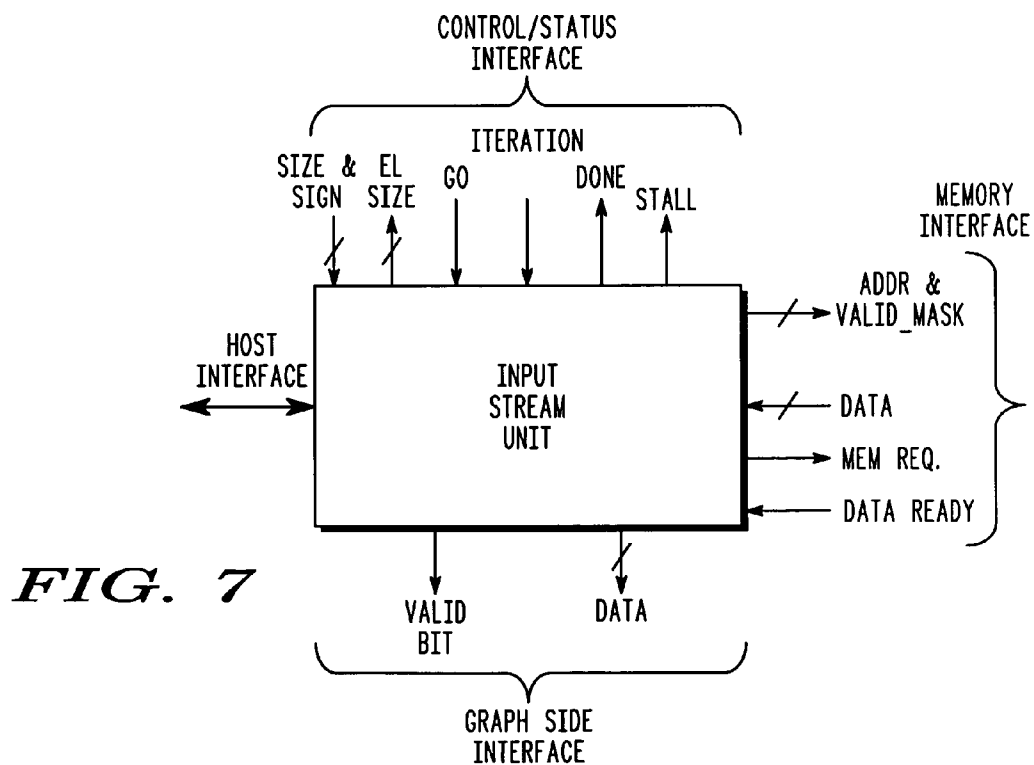 CONTROL/STATUS
INTERFACE
ITERATION
SIZE &
SIGN
EL
SIZE
GO
DONE
STALL
MEMORY
INTERFACE
ADDR &
VALID_MASK
HOST
INTERFACE
INPUT
STREAM
UNIT
DATA
MEM REQ.
DATA READY
FIG. 7
VALID
BIT
DATA
GRAPH SIDE
INTERFACE